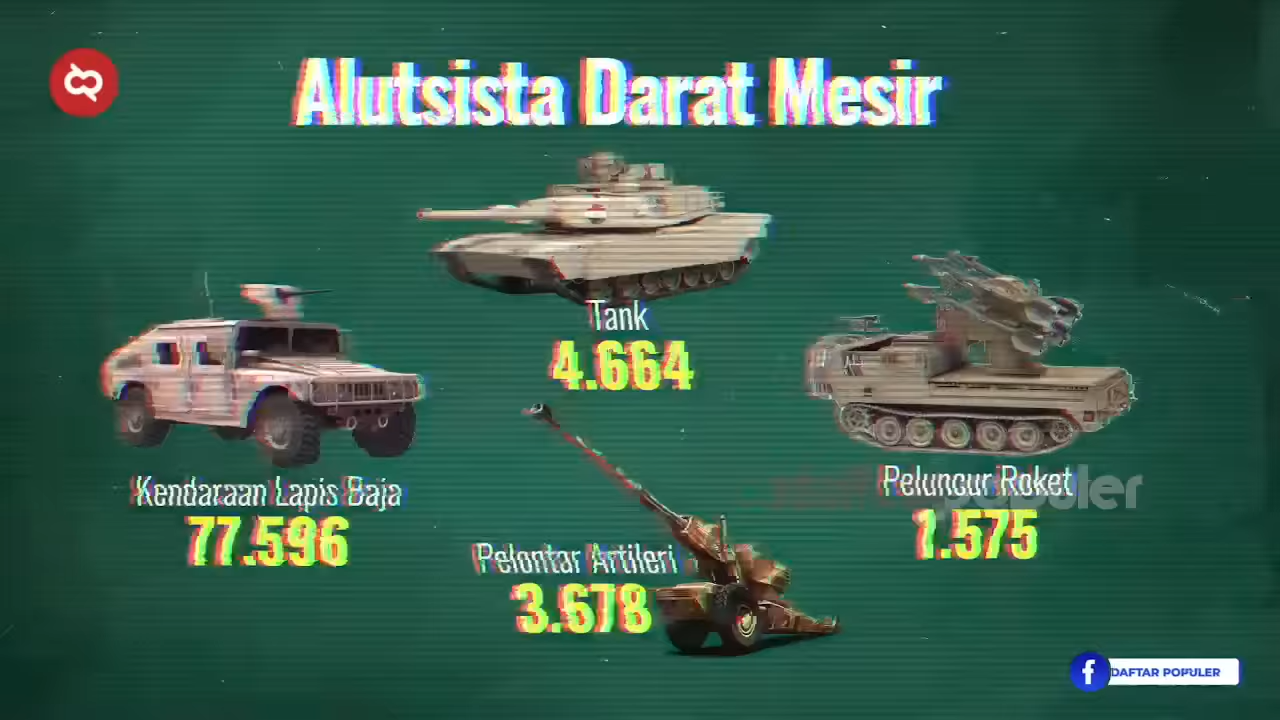 Alutsista Darat Mesir
Tank
4.664
Kendaraan Lapis Baja
77.596
Peluncur Roket
populer
1.575
Pelontar Artileri
3.678
f DAFTAR POPULER